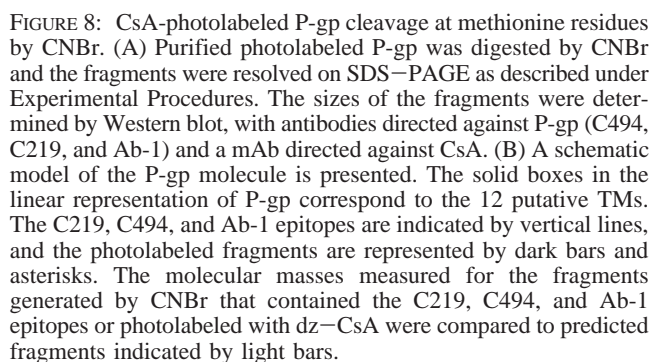 FIGURE 8: CsA-photolabeled P-gp cleavage at methionine residues
by CNBr. (A) Purified photolabeled P-gp was digested by CNBr
and the fragments were resolved on SDS−PAGE as described under
Experimental Procedures. The sizes of the fragments were deter-
mined by Western blot, with antibodies directed against P-gp (C494,
C219, and Ab-1) and a mAb directed against CsA. (B) A schematic
model of the P-gp molecule is presented. The solid boxes in the
linear representation of P-gp correspond to the 12 putative TMs.
The C219, C494, and Ab-1 epitopes are indicated by vertical lines,
and the photolabeled fragments are represented by dark bars and
asterisks. The molecular masses measured for the fragments
generated by CNBr that contained the C219, C494, and Ab-1
epitopes or photolabeled with dz−CsA were compared to predicted
fragments indicated by light bars.